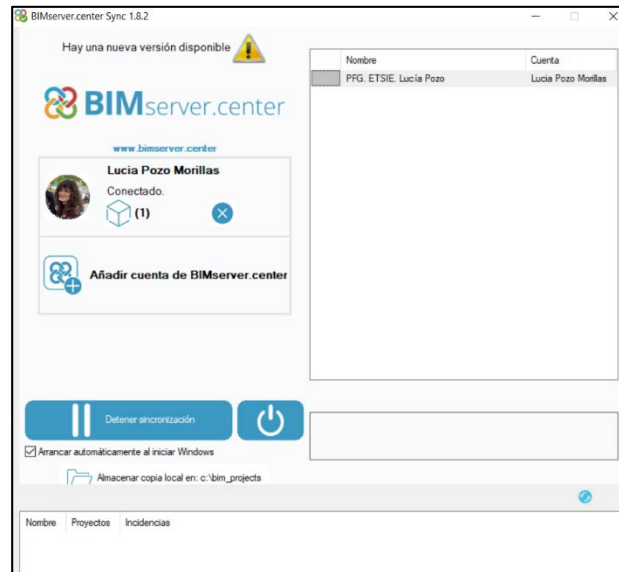 BIMserver.center Sync 1.8.2
Hay una nueva versión disponible
BIMserver.center
www.bimserver.center
Lucia Pozo Morillas
Conectado.
(1)
Añadir cuenta de BIMserver.center
Nombre Cuenta
PFG. ETSIE. Lucía Pozo Lucia Pozo Morillas
Detener sincronización
Arrancar automáticamente al iniciar Windows
Almacenar copia local en: c:\bim_projects
Nombre Proyectos Incidencias